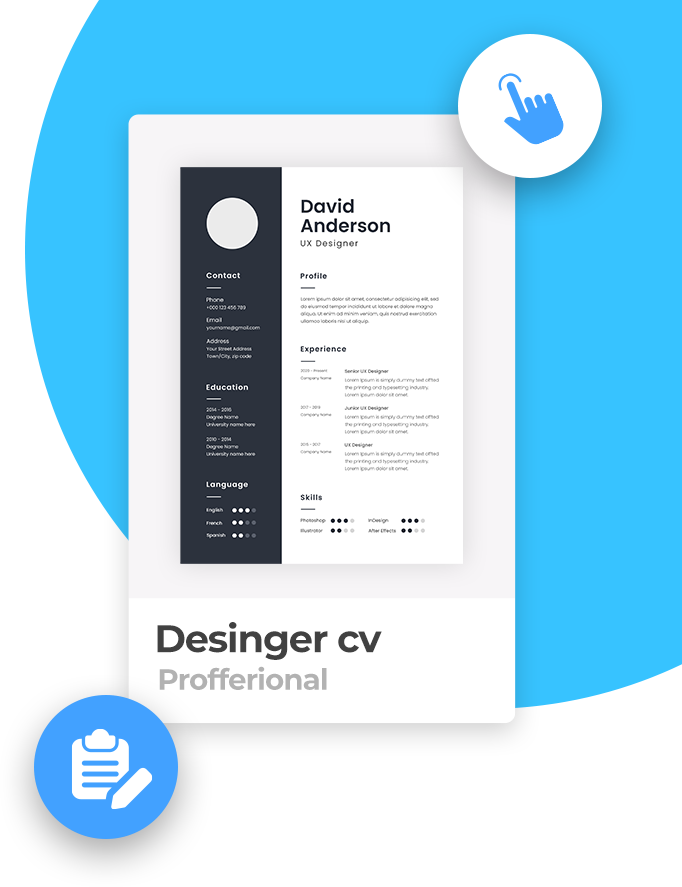 David
Anderson
UX Designer
Contact
Phone
+000 123 456 789
Email
yourname@gmail.com
Address
Your Street Address
Town/City, zip code
Education
2014 - 2016
Degree Name
University name here
2010 - 2014
Degree Name
University name here
Language
English
French
Spanish
Profile
Lorem ipsum dolor sit amet, consectetur adipisicing elit, sed
do eiusmod tempor incididunt ut labore et dolore magna
aliqua. Ut enim ad minim veniam, quis nostrud exercitation
ullamco laboris nisi ut aliquip.
Experience
2020 - Present
Company Name
Senior UX Designer
Lorem Ipsum is simply dummy text offted
the printing and typesetting industry.
Lorem ipsum dolor sit amet.
2017 - 2019
Company Name
Junior UX Designer
Lorem Ipsum is simply dummy text offted
the printing and typesetting industry.
Lorem ipsum dolor sit amet.
2015 - 2017
Company Name
UX Designer
Lorem Ipsum is simply dummy text offted
the printing and typesetting industry.
Lorem ipsum dolor sit amet.
Skills
Photoshop
InDesign
Illustrator
After Effects
Desinger cv
Profferional